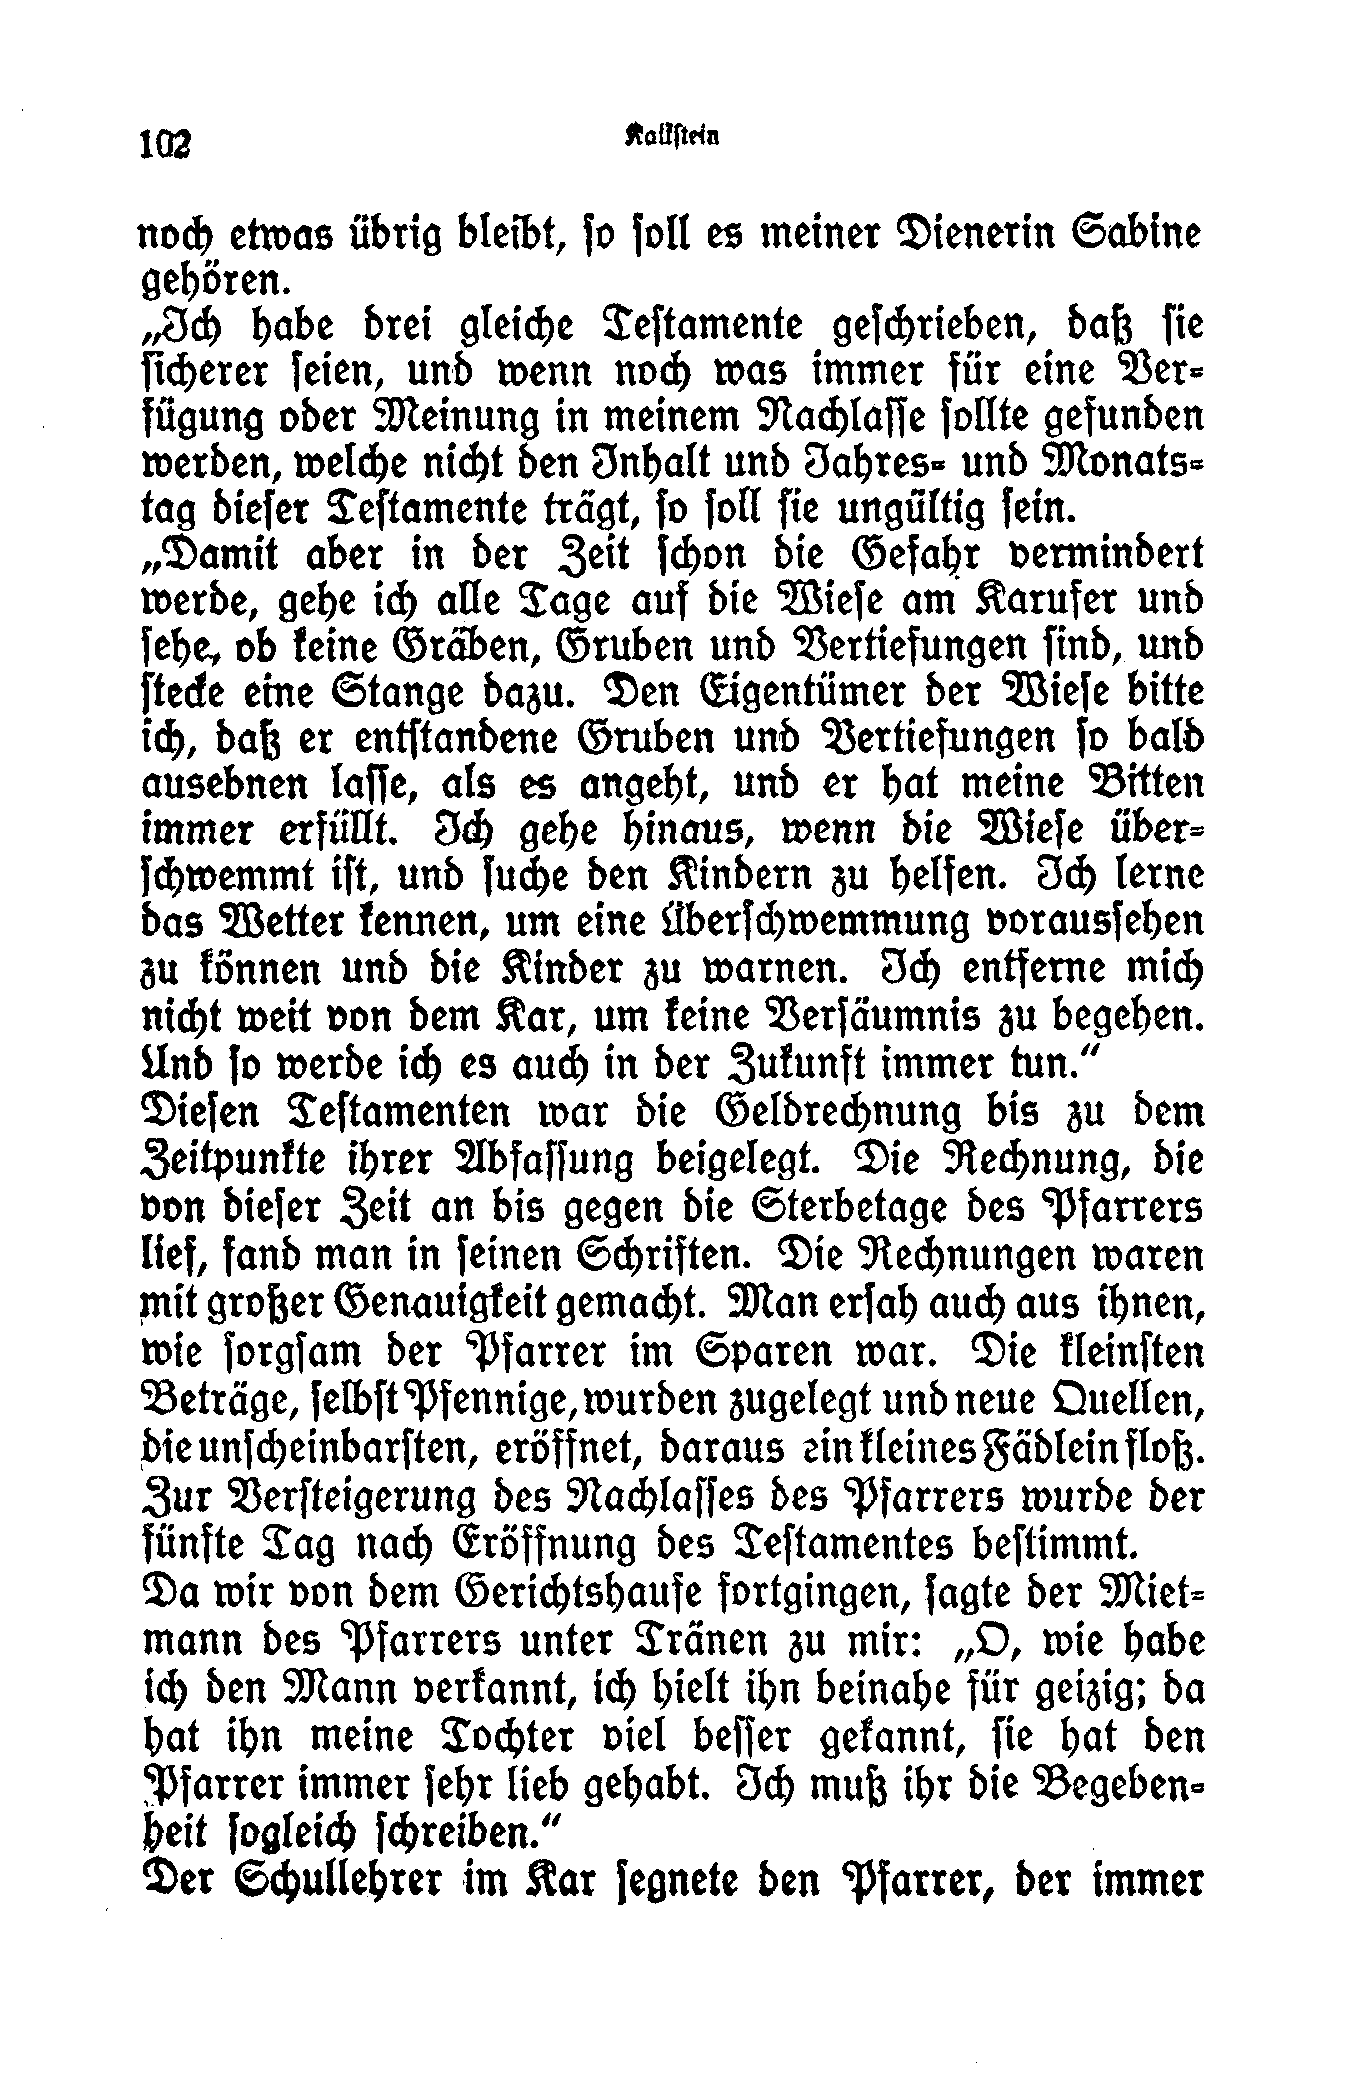 102
Kalkstein
noch etwas übrig bleibt, so soll es meiner Dienerin Sabine
gehören.
„Ich habe drei gleiche Testamente geschrieben, daß sie
sicherer seien, und wenn noch was immer für eine Ver-
fügung oder Meinung in meinem Nachlasse sollte gefunden
werden, welche nicht den Inhalt und Jahres- und Monats-
tag dieser Testamente trägt, so soll sie ungültig sein.
„Damit aber in der Zeit schon die Gefahr vermindert
werde, gehe ich alle Tage auf die Wiese am Karufer und
sehe, ob keine Gräben, Gruben und Vertiefungen sind, und
stecke eine Stange dazu. Den Eigentümer der Wiese bitte
ich, daß er entstandene Gruben und Vertiefungen so bald
ausebnen lasse, als es angeht, und er hat meine Bitten
immer erfüllt. Ich gehe hinaus, wenn die Wiese über-
schwemmt ist, und suche den Kindern zu helfen. Ich lerne
das Wetter kennen, um eine Überschwemmung voraussehen
zu können und die Kinder zu warnen. Ich entferne mich
nicht weit von dem Kar, um keine Versäumnis zu begehen.
Und so werde ich es auch in der Zukunft immer tun.“
Diesen Testamenten war die Geldrechnung bis zu dem
Zeitpunkte ihrer Abfassung beigelegt. Die Rechnung, die
von dieser Zeit an bis gegen die Sterbetage des Pfarrers
lief, fand man in seinen Schriften. Die Rechnungen waren
mit großer Genauigkeit gemacht. Man ersah auch aus ihnen,
wie sorgsam der Pfarrer im Sparen war. Die kleinsten
Beträge, selbst Pfennige, wurden zugelegt und neue Quellen,
die unscheinbarsten, eröffnet, daraus ein kleines Fädlein floß.
Zur Versteigerung des Nachlasses des Pfarrers wurde der
fünfte Tag nach Eröffnung des Testamentes bestimmt.
Da wir von dem Gerichtshause fortgingen, sagte der Miet-
mann des Pfarrers unter Tränen zu mir: „O, wie habe
ich den Mann verkannt, ich hielt ihn beinahe für geizig; da
hat ihn meine Tochter viel besser gekannt, sie hat den
Pfarrer immer sehr lieb gehabt. Ich muß ihr die Begeben-
heit sogleich schreiben.“
Der Schullehrer im Kar segnete den Pfarrer, der immer